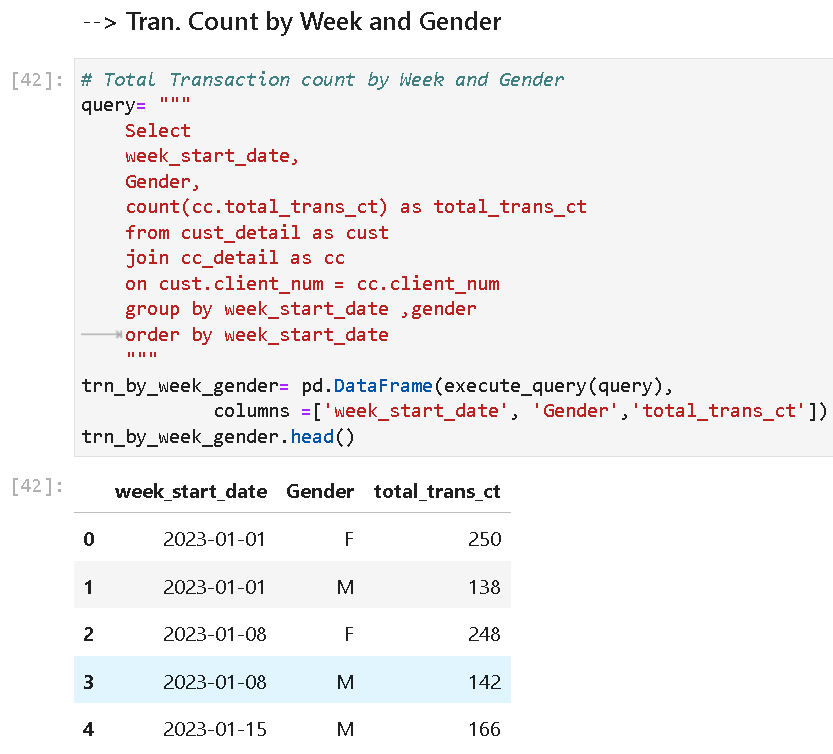 --> Tran. Count by Week and Gender
[42]: # Total Transaction count by Week and Gender
query= """
Select
week_start_date,
Gender,
count(cc.total_trans_ct) as total_trans_ct
from cust_detail as cust
join cc_detail as cc
on cust.client_num = cc.client_num
group by week_start_date ,gender
order by week_start_date
"""
trn_by_week_gender= pd.DataFrame(execute_query(query),
columns =['week_start_date', 'Gender','total_trans_ct'])
trn_by_week_gender.head()
[42]: week_start_date Gender total_trans_ct
0 2023-01-01 F 250
1 2023-01-01 M 138
2 2023-01-08 F 248
3 2023-01-08 M 142
4 2023-01-15 M 166